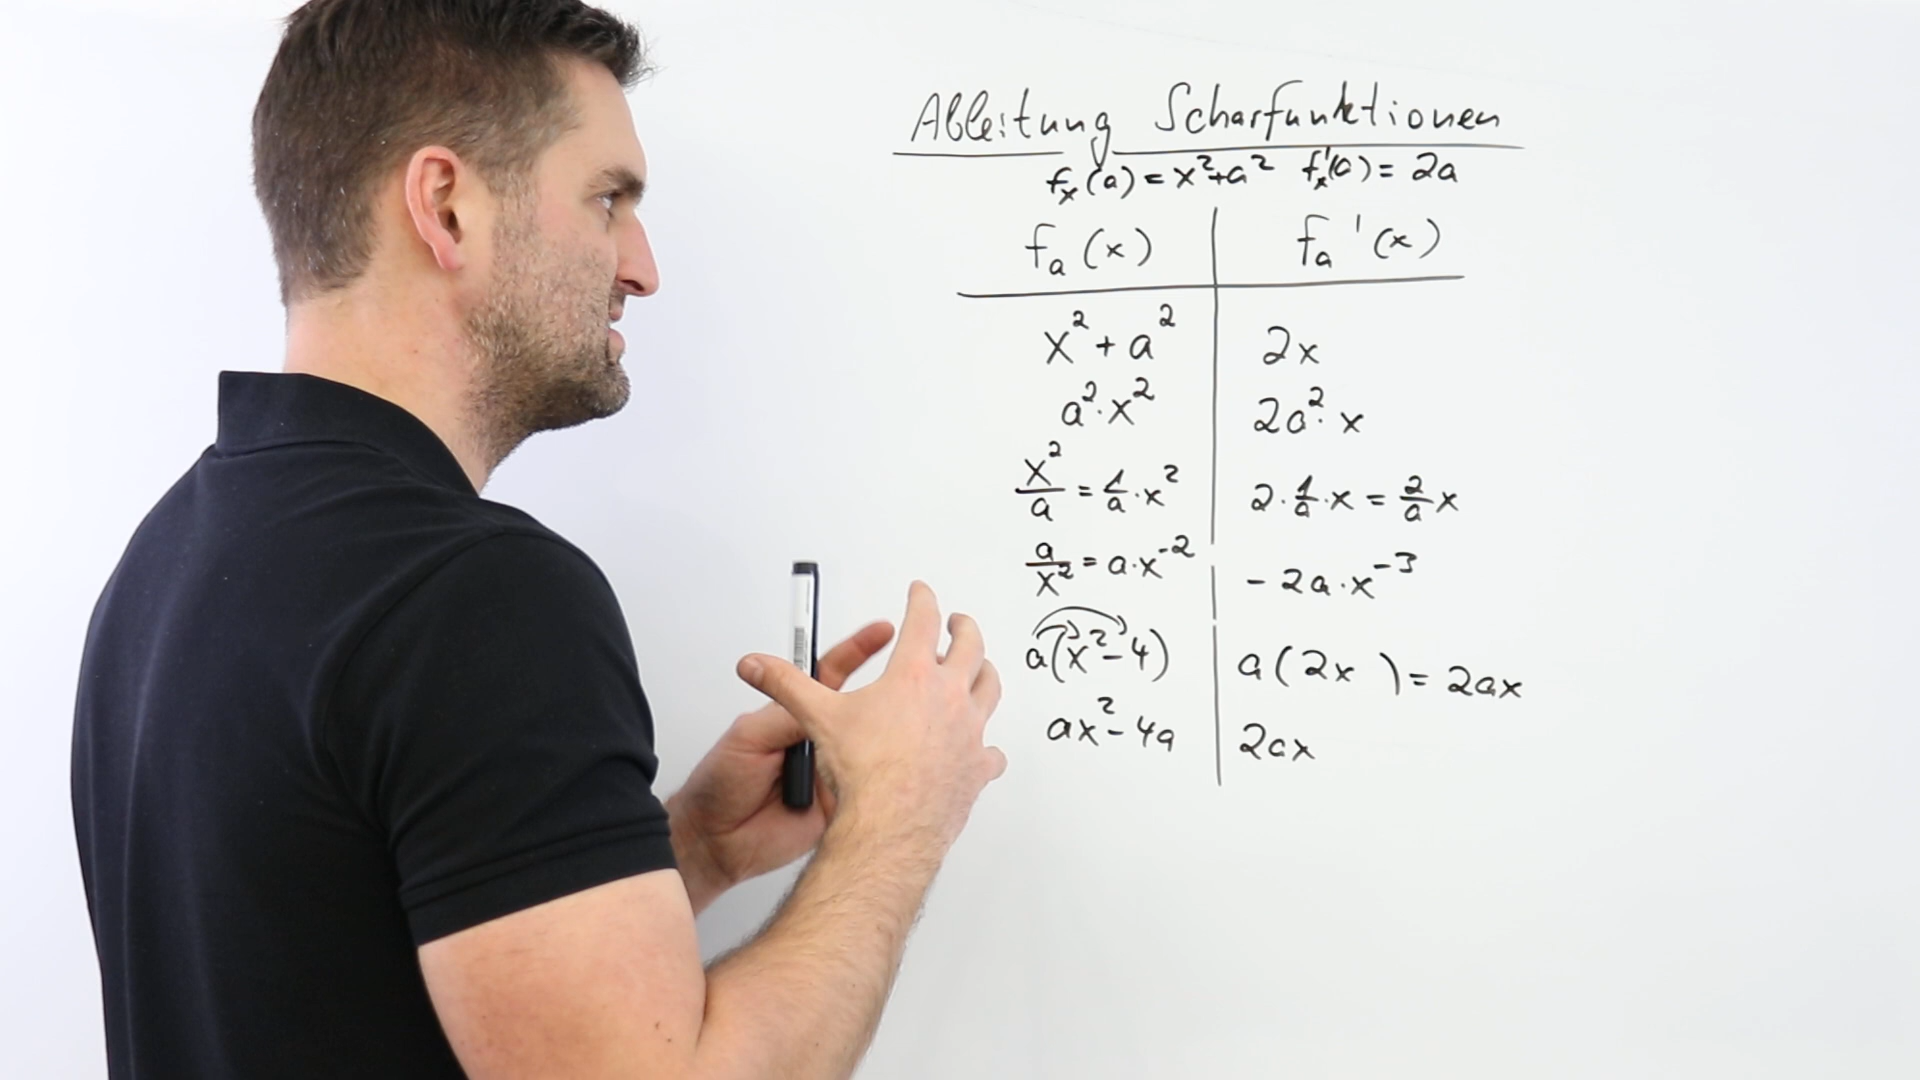 Ableitung Scharfunktionen
fₓ(a) = x²+a² fₓ'(a) = 2a
fₐ(x) fₐ'(x)
x² + a² 2x
a²·x² 2a²·x
x²/a = 1/a·x² 2·1/a·x = 2/a x
a/x² = a·x⁻² -2a·x⁻³
a(x²-4) a(2x ) = 2ax
ax²-4a 2ax